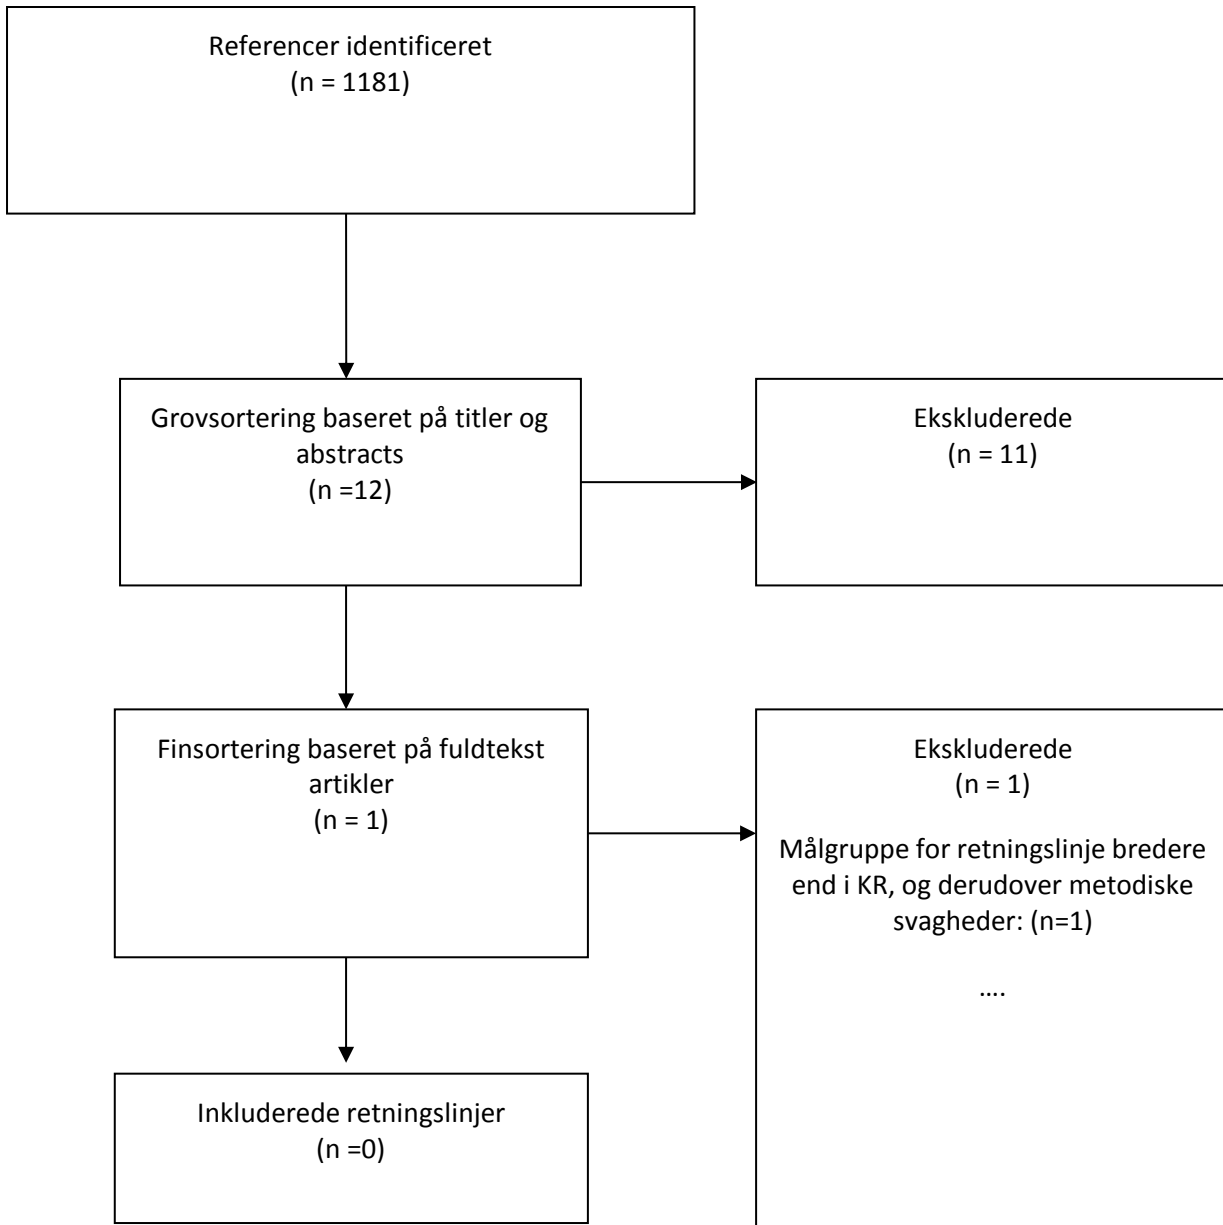 Referencer identificeret
(n = 1181)
Grovsortering baseret på titler og
abstracts
(n =12)
Ekskluderede
(n = 11)
Finsortering baseret på fuldtekst
artikler
(n = 1)
Ekskluderede
(n = 1)
Målgruppe for retningslinje bredere
end i KR, og derudover metodiske
svagheder: (n=1)
….
Inkluderede retningslinjer
(n =0)